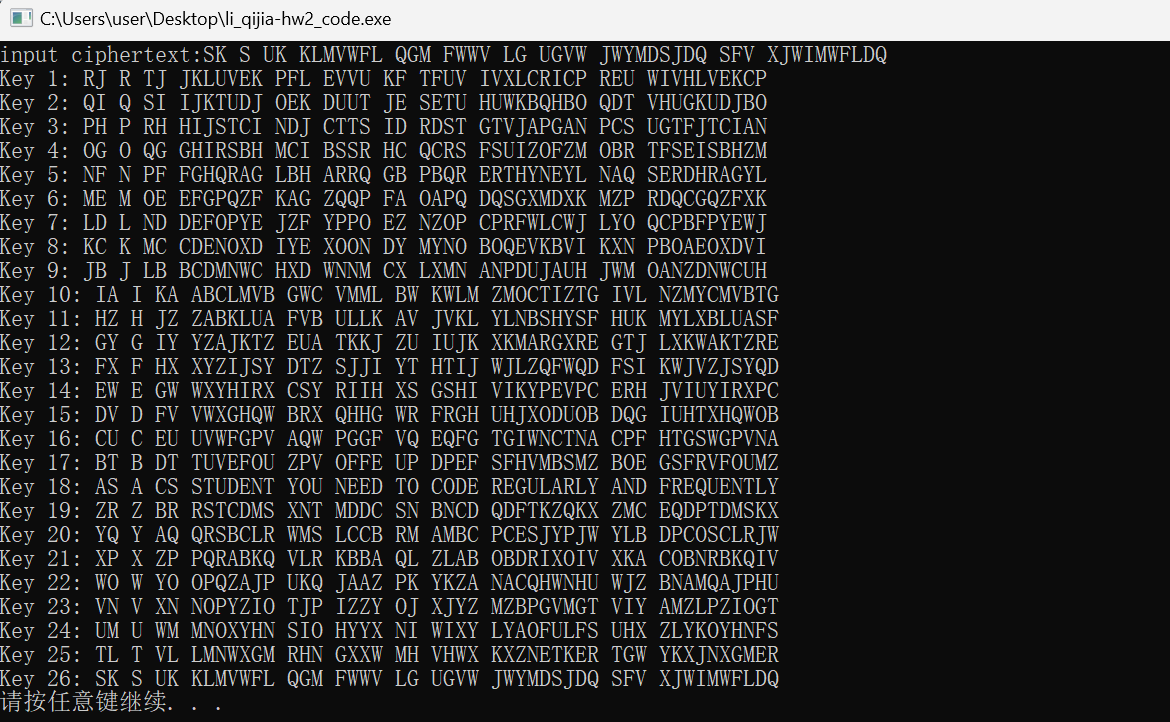 C:\Users\user\Desktop\li_qijia-hw2_code.exe
input ciphertext:SK S UK KLMVWFL QGM FWWV LG UGVW JWYMDSJDQ SFV XJWIMWFLDQ
Key 1: RJ R TJ JKLUVEK PFL EVVU KF TFUV IVXLCRICP REU WIVHLVEKCP
Key 2: QI Q SI IJKTUDJ OEK DUUT JE SETU HUWKBQHBO QDT VHUGKUDJBO
Key 3: PH P RH HIJSTCI NDJ CTTS ID RDST GTVJAPGAN PCS UGTFJTCIAN
Key 4: OG O QG GHIRSBH MCI BSSR HC QCRS FSUIZOFZM OBR TFSEISBHZM
Key 5: NF N PF FGHQRAG LBH ARRQ GB PBQR ERTHYNEYL NAQ SERDHRAGYL
Key 6: ME M OE EFGPQZF KAG ZQQP FA OAPQ DQSGXMDXK MZP RDQCGQZFXK
Key 7: LD L ND DEFOPYE JZF YPPO EZ NZOP CPRFWLCWJ LYO QCPBFPYEWJ
Key 8: KC K MC CDENOXD IYE XOON DY MYNO BOQEVKBVI KXN PBOAEOXDVI
Key 9: JB J LB BCDMNWC HXD WNNM CX LXMN ANPDUJAUH JWM OANZDNWCUH
Key 10: IA I KA ABCLMVB GWC VMML BW KWLM ZMOCTIZTG IVL NZMYCMVBTG
Key 11: HZ H JZ ZABKLUA FVB ULLK AV JVKL YLNBSHYSF HUK MYLXBLUASF
Key 12: GY G IY YZAJKTZ EUA TKKJ ZU IUJK XKMARGXRE GTJ LXKWAKTZRE
Key 13: FX F HX XYZIJSY DTZ SJJI YT HTIJ WJLZQFWQD FSI KWJVZJSYQD
Key 14: EW E GW WXYHIRX CSY RIIH XS GSHI VIKYPEVPC ERH JVIUYIRXPC
Key 15: DV D FV VWXGHQW BRX QHHG WR FRGH UHJXODUOB DQG IUHTXHQWOB
Key 16: CU C EU UVWFGPV AQW PGGF VQ EQFG TGIWNCTNA CPF HTGSWGPVNA
Key 17: BT B DT TUVEFOU ZPV OFFE UP DPEF SFHVMBSMZ BOE GSFRVFOUMZ
Key 18: AS A CS STUDENT YOU NEED TO CODE REGULARLY AND FREQUENTLY
Key 19: ZR Z BR RSTCDMS XNT MDDC SN BNCD QDFTKZQKX ZMC EQDPTDMSKX
Key 20: YQ Y AQ QRSBCLR WMS LCCB RM AMBC PCESJYPJW YLB DPCOSCLRJW
Key 21: XP X ZP PQRABKQ VLR KBBA QL ZLAB OBDRIXOIV XKA COBNRBKQIV
Key 22: WO W YO OPQZAJP UKQ JAAZ PK YKZA NACQHWNHU WJZ BNAMQAJPHU
Key 23: VN V XN NOPYZIO TJP IZZY OJ XJYZ MZBPGVMGT VIY AMZLPZIOGT
Key 24: UM U WM MNOXYHN SIO HYYX NI WIXY LYAOFULFS UHX ZLYKOYHNFS
Key 25: TL T VL LMNWXGM RHN GXXW MH VHWX KXZNETKER TGW YKXJNXGMER
Key 26: SK S UK KLMVWFL QGM FWWV LG UGVW JWYMDSJDQ SFV XJWIMWFLDQ
请按任意键继续. . .